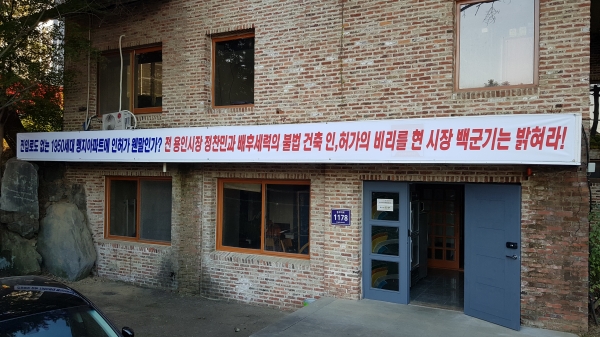 진입로도 없는 1950세대 행지아파트에 인허가 웬말인가? 전 용인시장 정찬민과 배후세력의 불법 건축 인,허가의 비리를 현 시장 백군기는 밝혀라!
1178